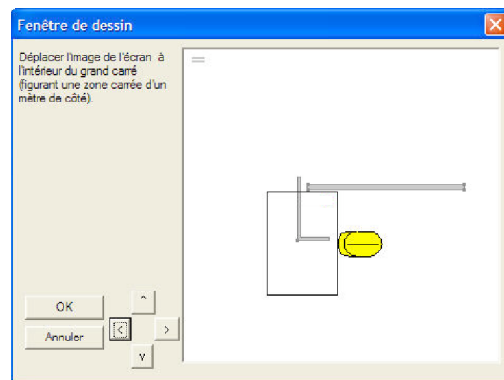 Fenêtre de dessin
Déplacer l'image de l'écran à
l'intérieur du grand carré
(figurant une zone carrée d'un
mètre de côté).
^
OK
< >
Annuler
v